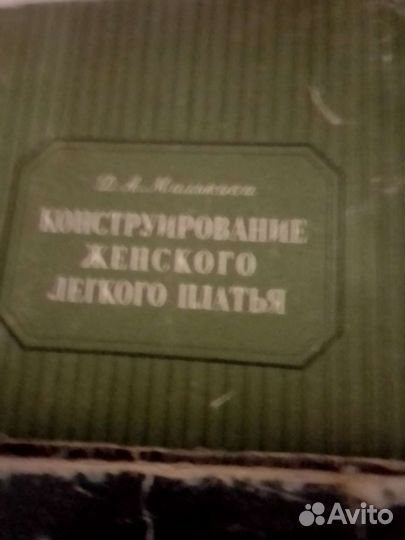 Д. А.
КОНСТРУИРОВАНИЕ
ЖЕНСКОГО
ЛЕГКОГО ПЛАТЬЯ
Avito